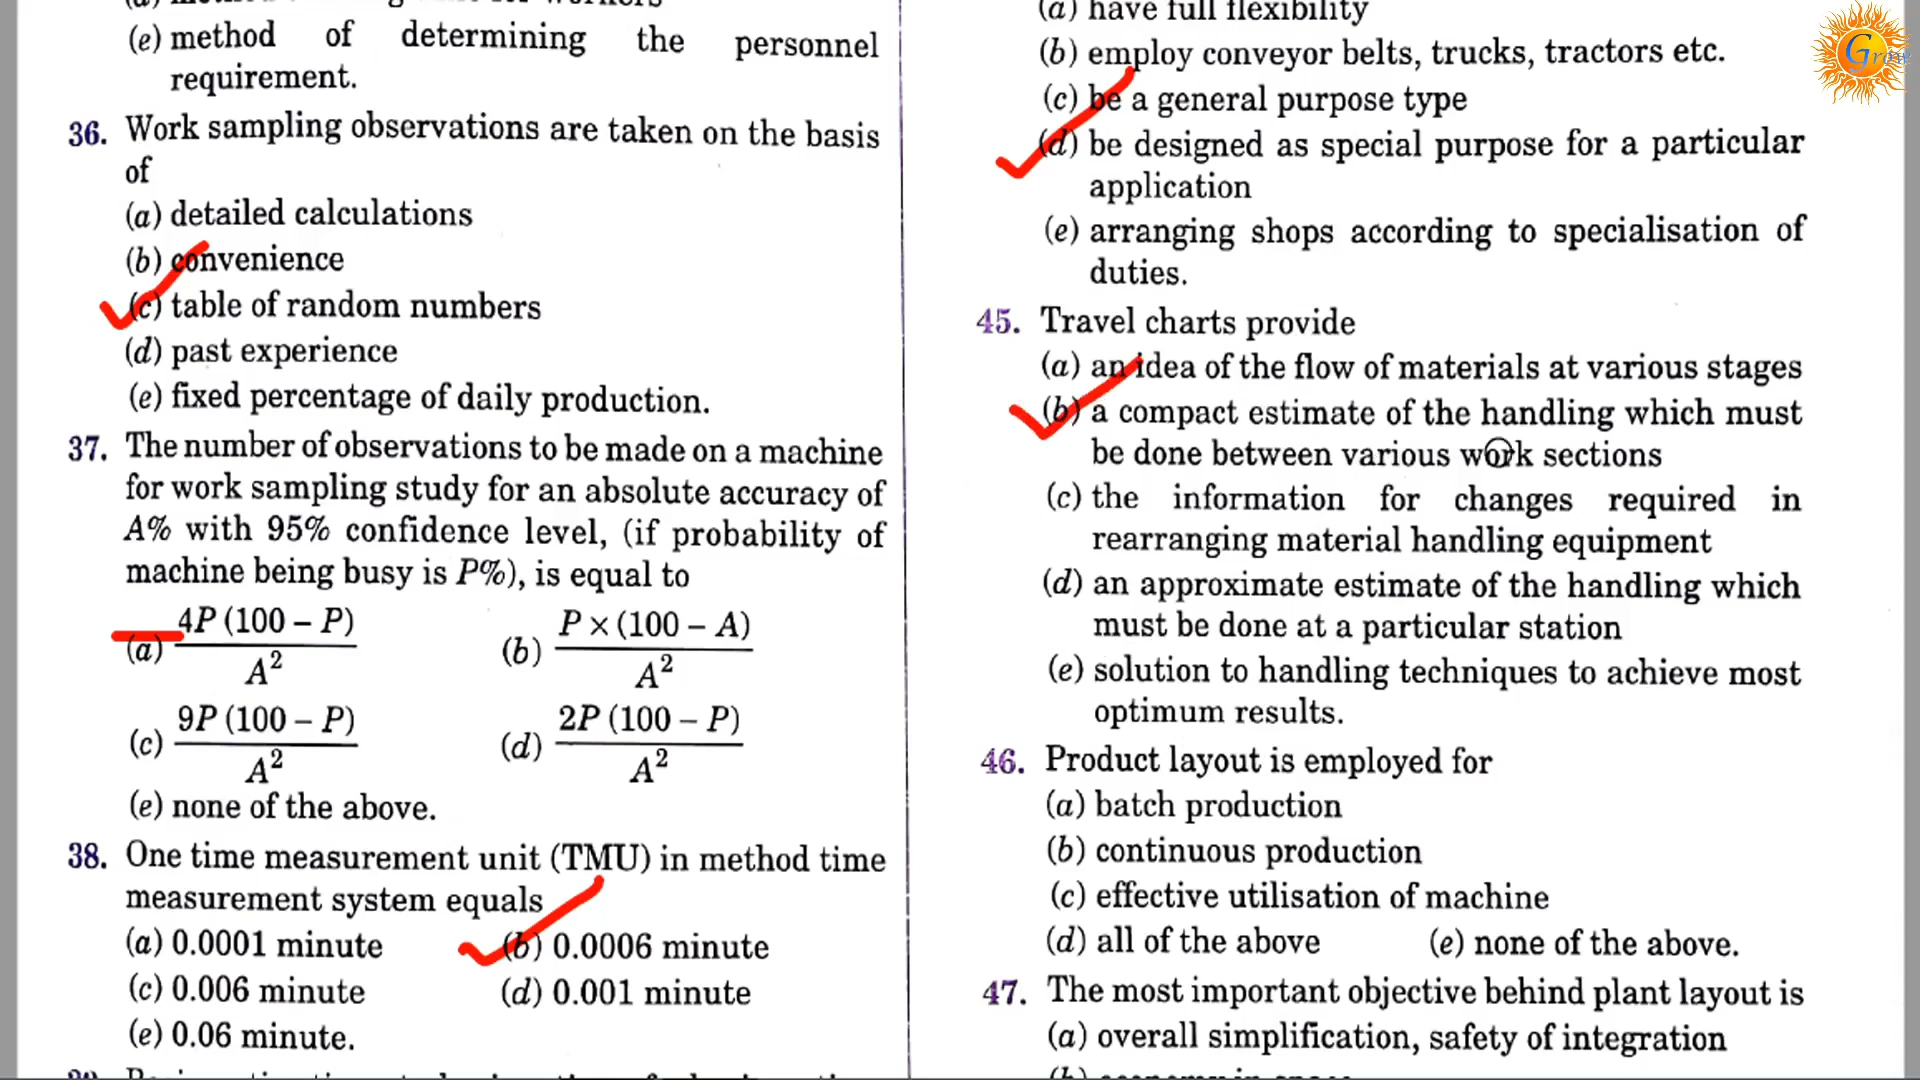 (e) method of determining the personnel
requirement.
36. Work sampling observations are taken on the basis
of
(a) detailed calculations
(b) convenience
(c) table of random numbers
(d) past experience
(e) fixed percentage of daily production.
37. The number of observations to be made on a machine
for work sampling study for an absolute accuracy of
A% with 95% confidence level, (if probability of
machine being busy is P%), is equal to
(a) 4P (100 – P) / A² (b) P × (100 – A) / A²
(c) 9P (100 – P) / A² (d) 2P (100 – P) / A²
(e) none of the above.
38. One time measurement unit (TMU) in method time
measurement system equals
(a) 0.0001 minute (b) 0.0006 minute
(c) 0.006 minute (d) 0.001 minute
(e) 0.06 minute.
(a) have full flexibility
(b) employ conveyor belts, trucks, tractors etc.
(c) be a general purpose type
(d) be designed as special purpose for a particular
application
(e) arranging shops according to specialisation of
duties.
45. Travel charts provide
(a) an idea of the flow of materials at various stages
(b) a compact estimate of the handling which must
be done between various work sections
(c) the information for changes required in
rearranging material handling equipment
(d) an approximate estimate of the handling which
must be done at a particular station
(e) solution to handling techniques to achieve most
optimum results.
46. Product layout is employed for
(a) batch production
(b) continuous production
(c) effective utilisation of machine
(d) all of the above (e) none of the above.
47. The most important objective behind plant layout is
(a) overall simplification, safety of integration
Grow